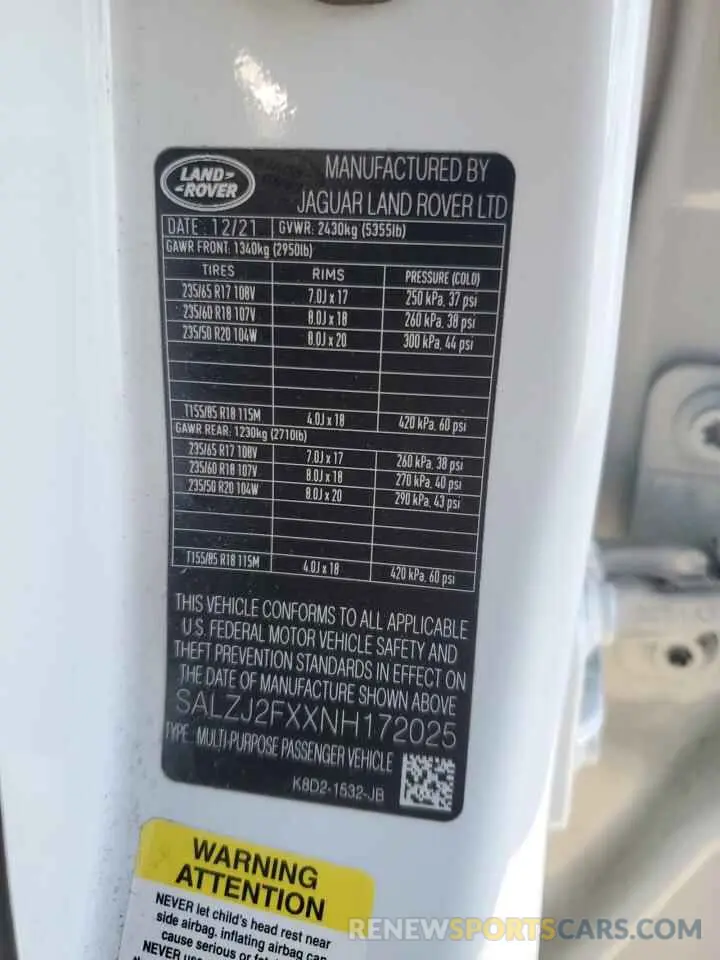 LAND-
-ROVER
MANUFACTURED BY
JAGUAR LAND ROVER LTD
DATE: 12/21 GVWR: 2430kg (5355lb)
GAWR FRONT: 1340kg (2950lb)
TIRES RIMS PRESSURE (COLD)
235/65 R17 108V 7.0J x 17 250 kPa, 37 psi
235/60 R18 107V 8.0J x 18 260 kPa, 38 psi
235/50 R20 104W 8.0J x 20 300 kPa, 44 psi
T155/85 R18 115M 4.0J x 18 420 kPa, 60 psi
GAWR REAR: 1230kg (2710lb)
235/65 R17 108V 7.0J x 17 260 kPa, 38 psi
235/60 R18 107V 8.0J x 18 270 kPa, 40 psi
235/50 R20 104W 8.0J x 20 290 kPa, 43 psi
T155/85 R18 115M 4.0J x 18 420 kPa, 60 psi
THIS VEHICLE CONFORMS TO ALL APPLICABLE
U.S. FEDERAL MOTOR VEHICLE SAFETY AND
THEFT PREVENTION STANDARDS IN EFFECT ON
THE DATE OF MANUFACTURE SHOWN ABOVE
SALZJ2FXXNH172025
TYPE: MULTI-PURPOSE PASSENGER VEHICLE
K8D2-1532-JB
WARNING
ATTENTION
NEVER let child's head rest near
side airbag, inflating airbag can
cause serious or
NEVER
RENEWSPORTSCARS.COM